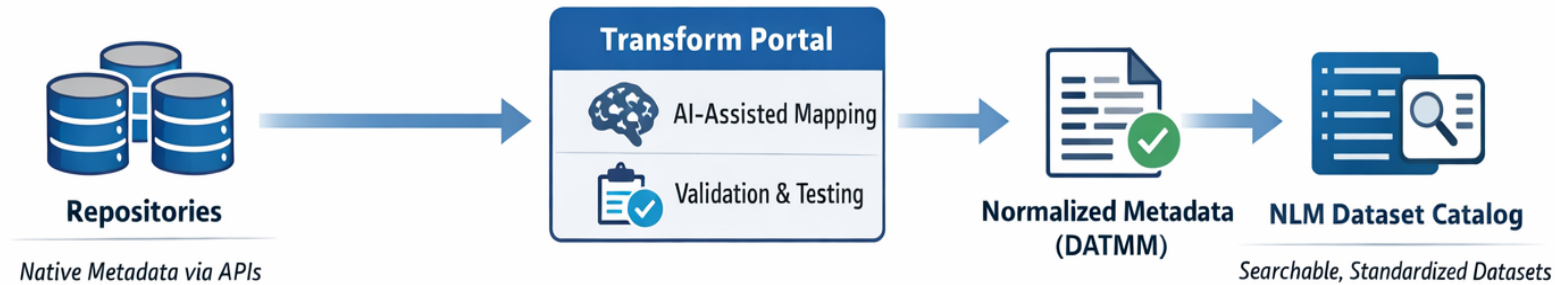 Transform Portal
AI-Assisted Mapping
Validation & Testing
Repositories
Native Metadata via APIs
Normalized Metadata
(DATMM)
NLM Dataset Catalog
Searchable, Standardized Datasets